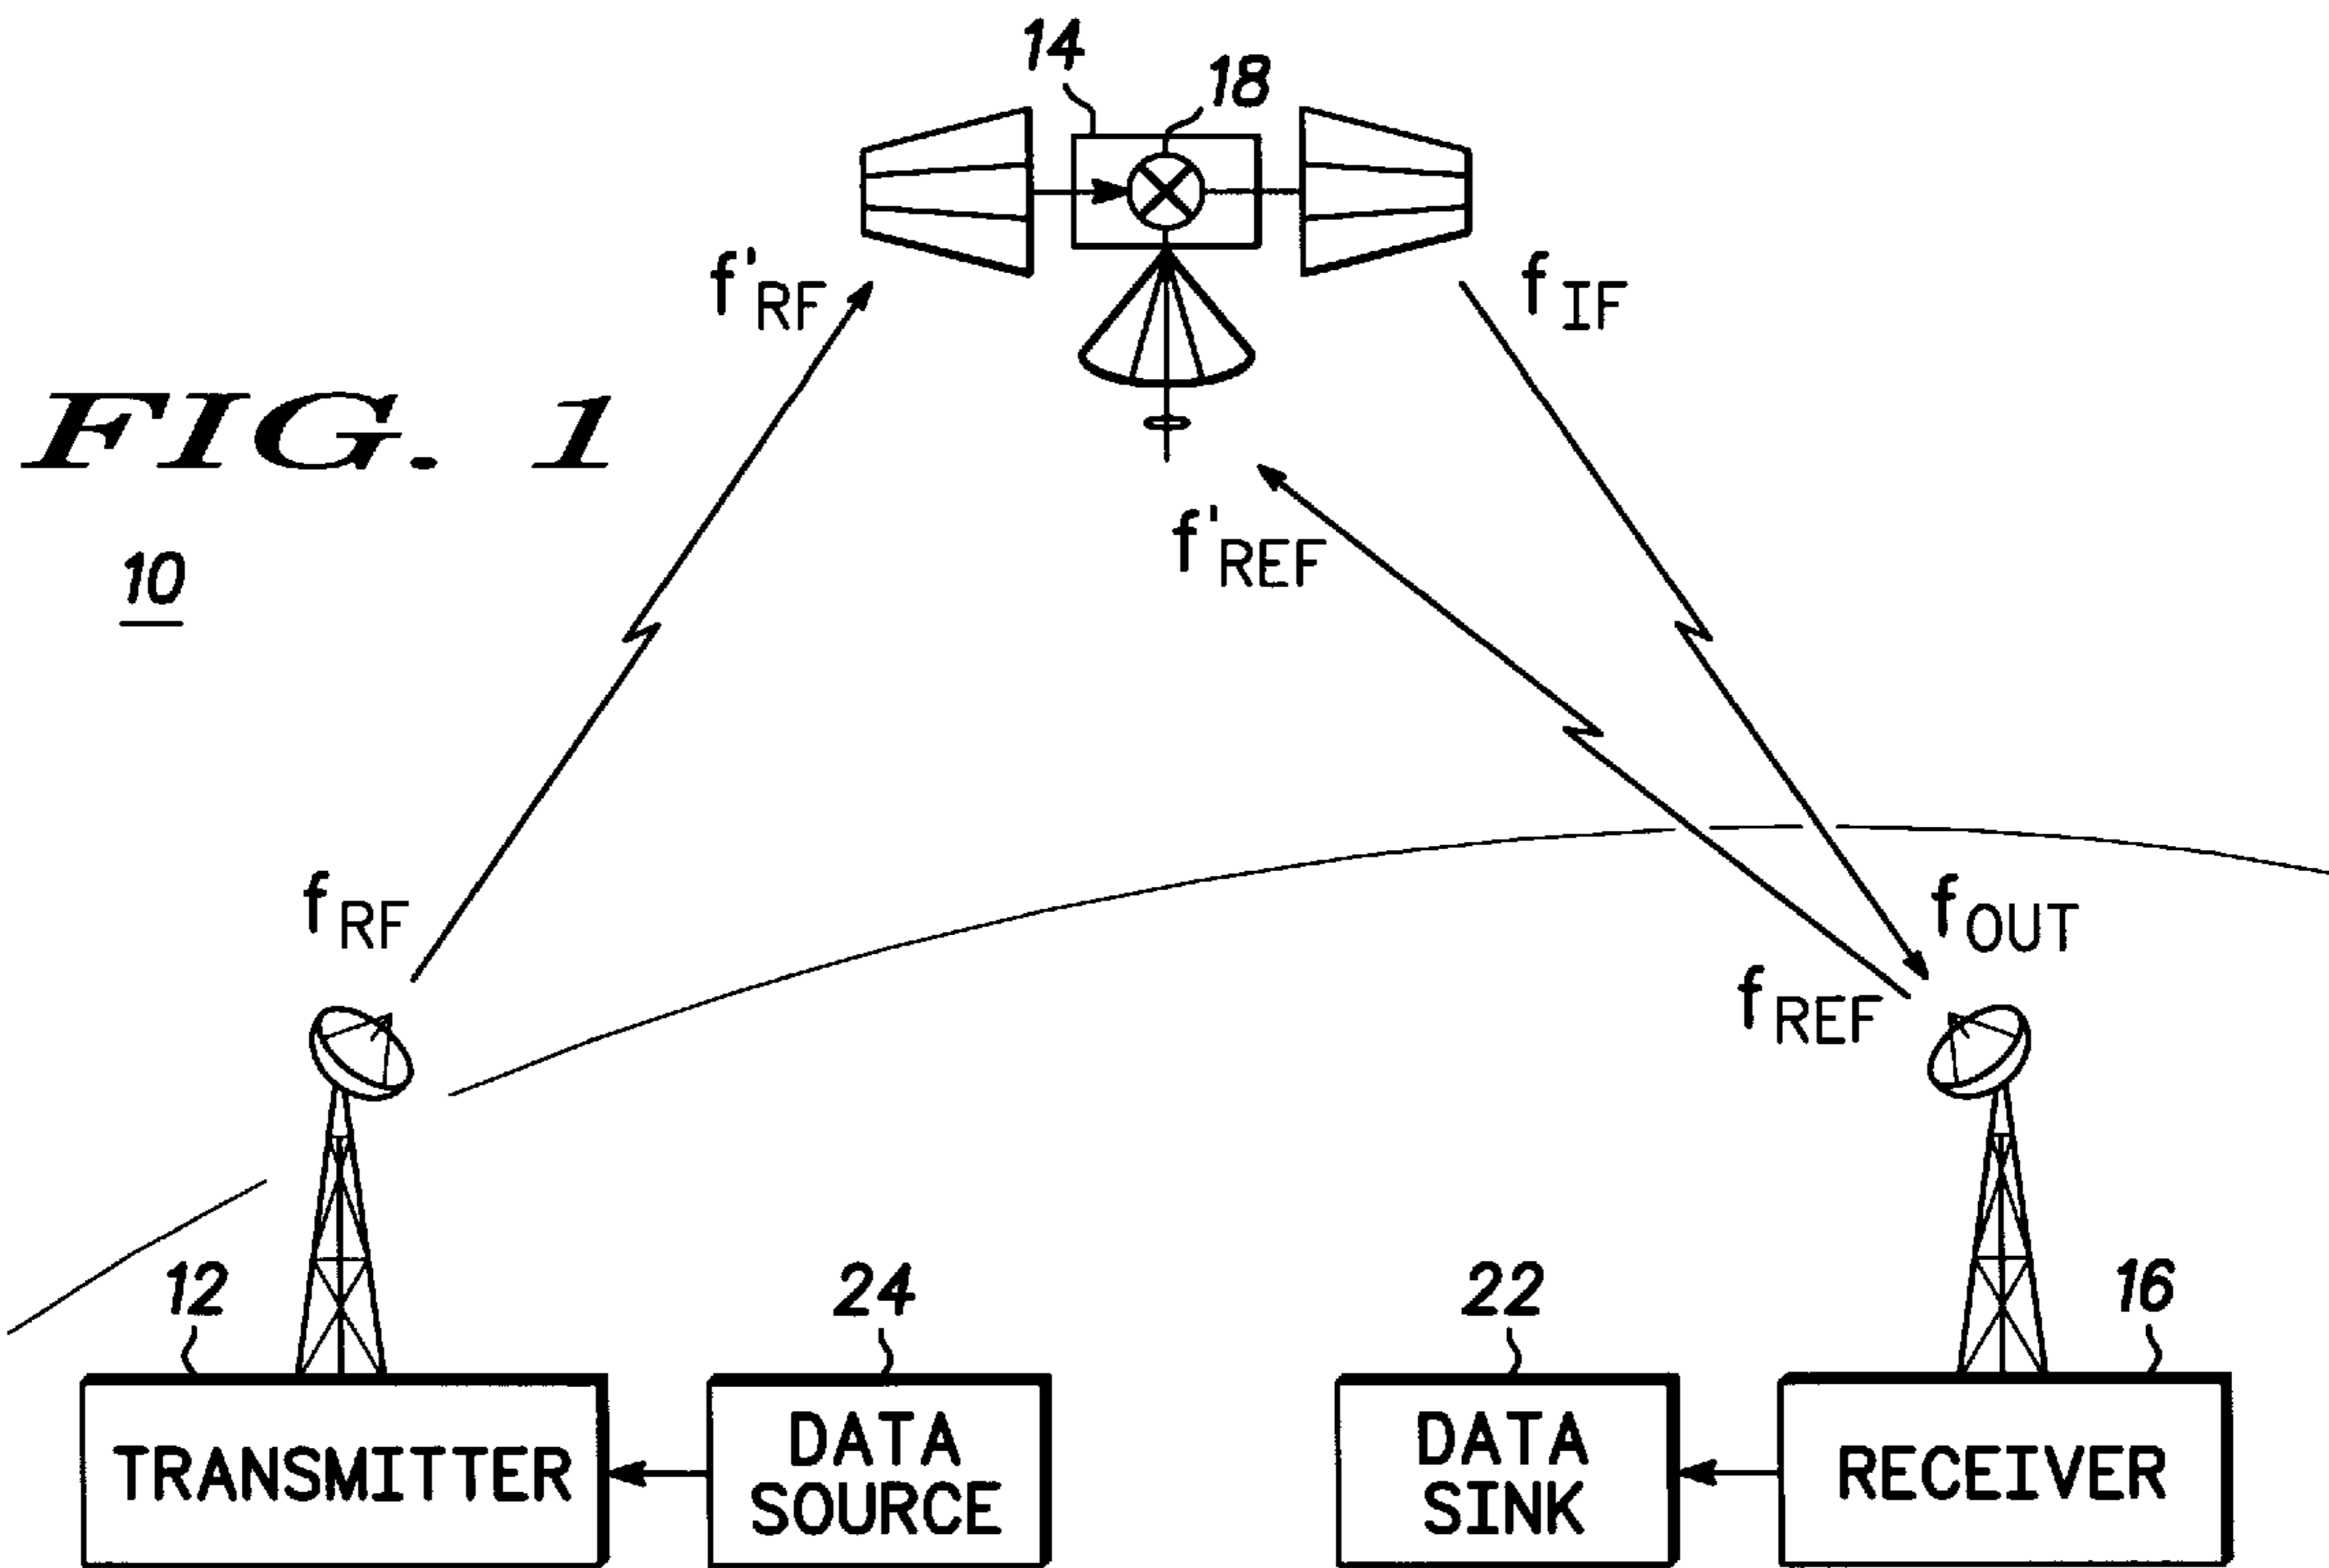 14
18
f'RF
fIF
FIG. 1
10
f'REF
fRF
fOUT
fREF
12
24
22
16
TRANSMITTER
DATA
SOURCE
DATA
SINK
RECEIVER